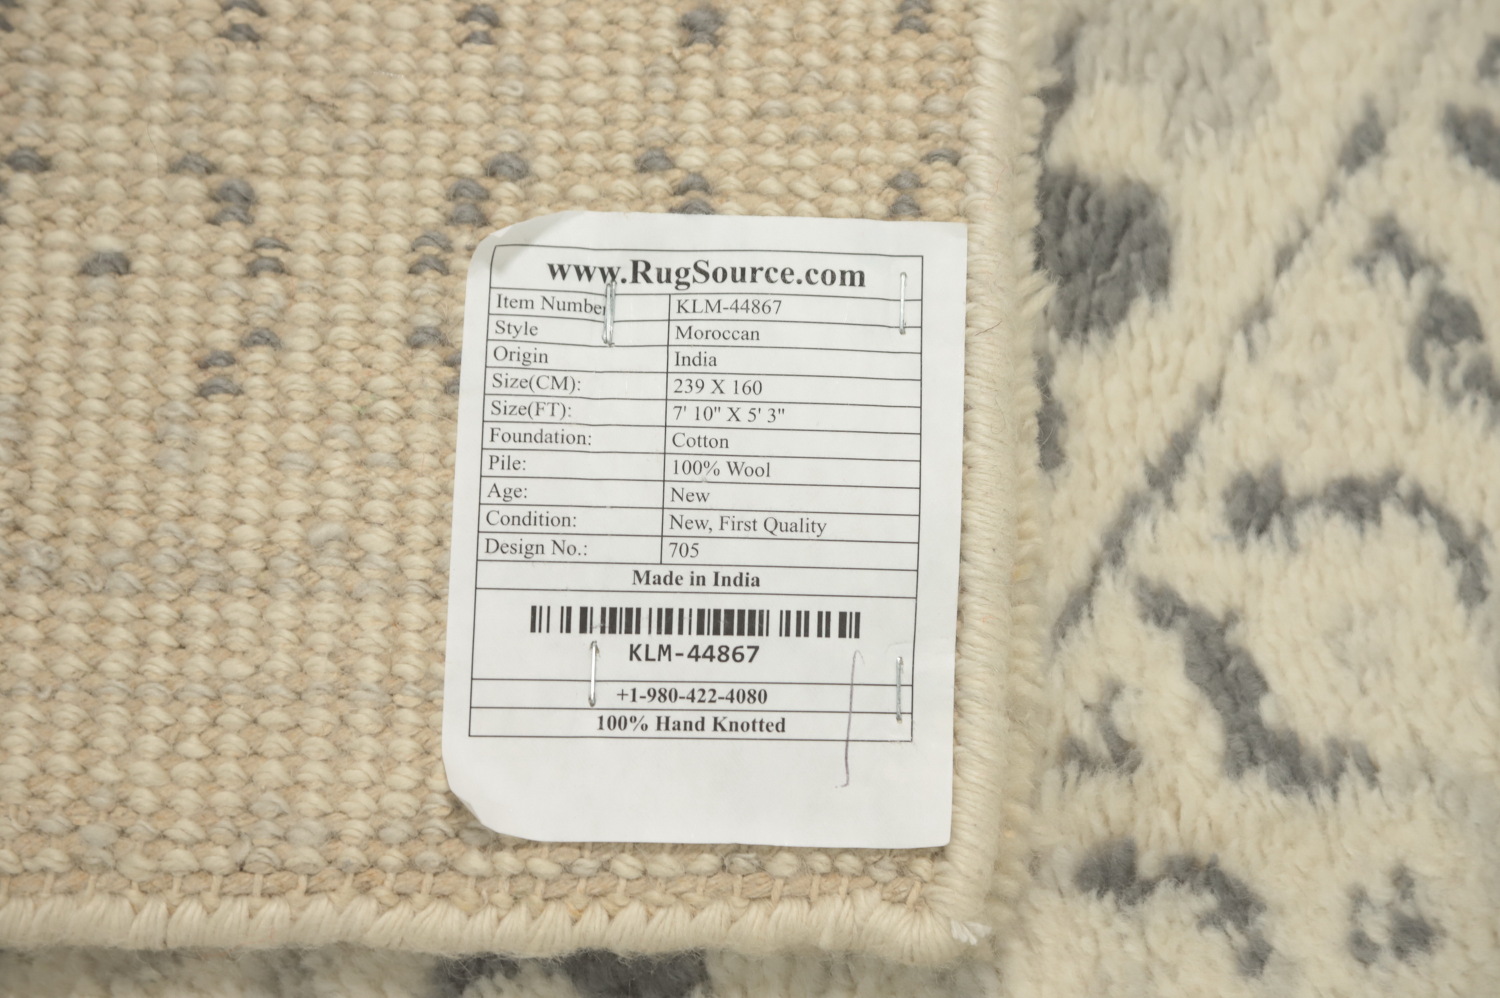 www.RugSource.com
Item Number KLM-44867
Style Moroccan
Origin India
Size(CM): 239 X 160
Size(FT): 7' 10" X 5' 3"
Foundation: Cotton
Pile: 100% Wool
Age: New
Condition: New, First Quality
Design No.: 705
Made in India
KLM-44867
+1-980-422-4080
100% Hand Knotted